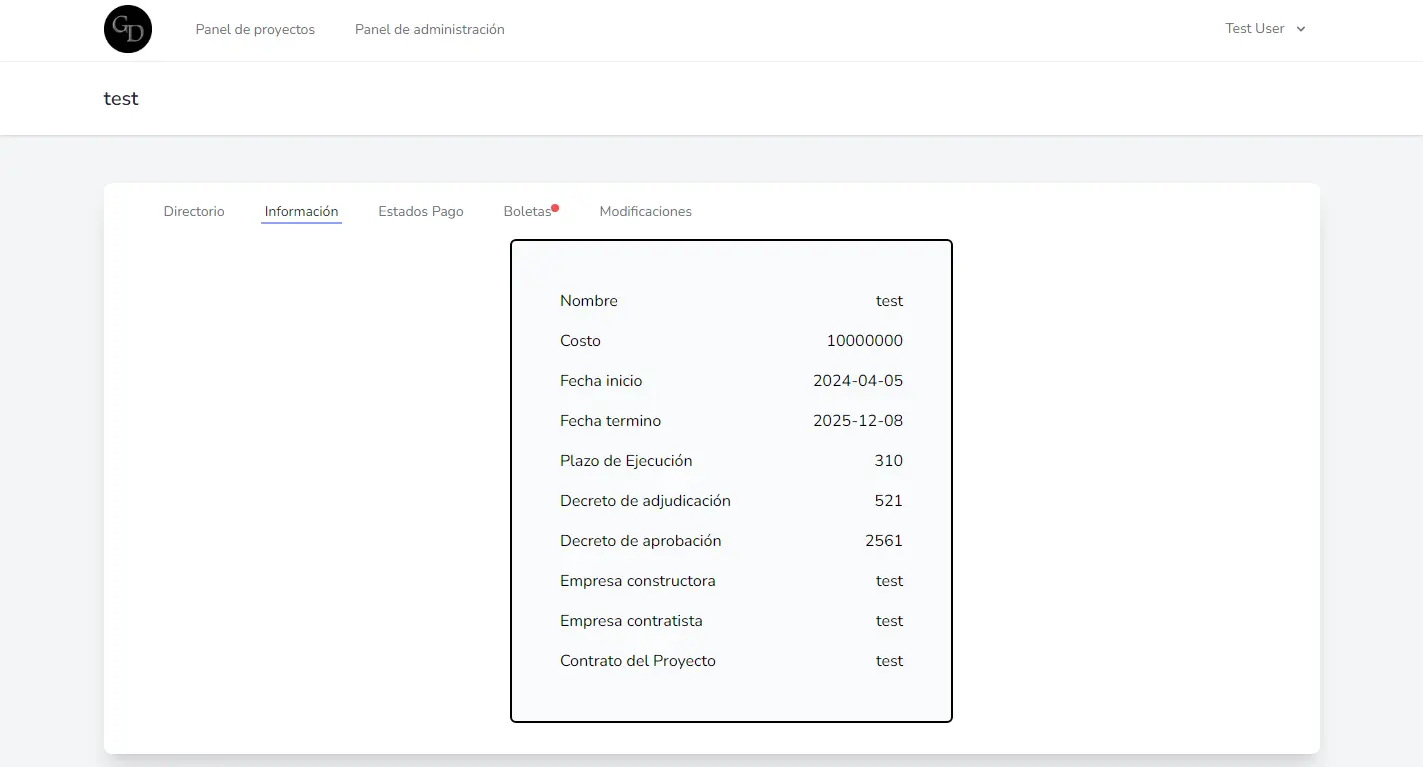 GD Panel de proyectos Panel de administración Test User
test
Directorio Información Estados Pago Boletas Modificaciones
Nombre test
Costo 10000000
Fecha inicio 2024-04-05
Fecha termino 2025-12-08
Plazo de Ejecución 310
Decreto de adjudicación 521
Decreto de aprobación 2561
Empresa constructora test
Empresa contratista test
Contrato del Proyecto test